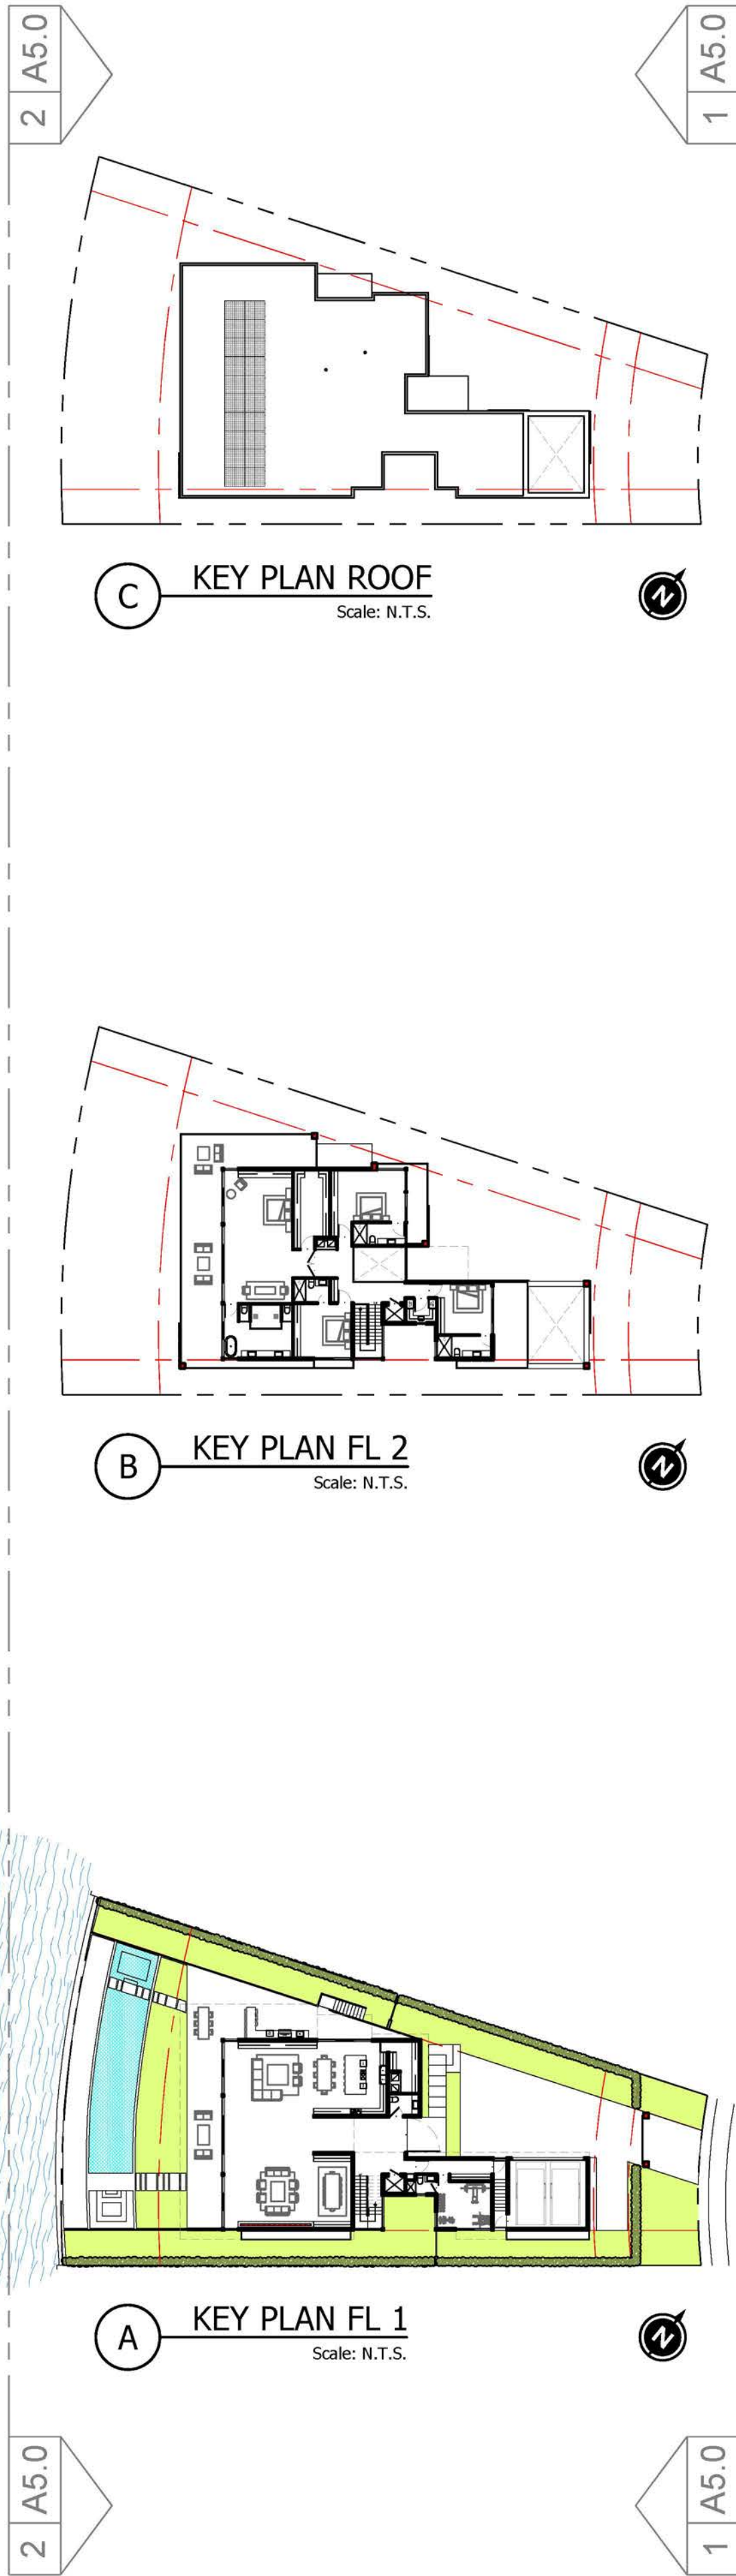 2 A5.0
1 A5.0
C
KEY PLAN ROOF
Scale: N.T.S.
N
B
KEY PLAN FL 2
Scale: N.T.S.
N
A
KEY PLAN FL 1
Scale: N.T.S.
N
2 A5.0
1 A5.0